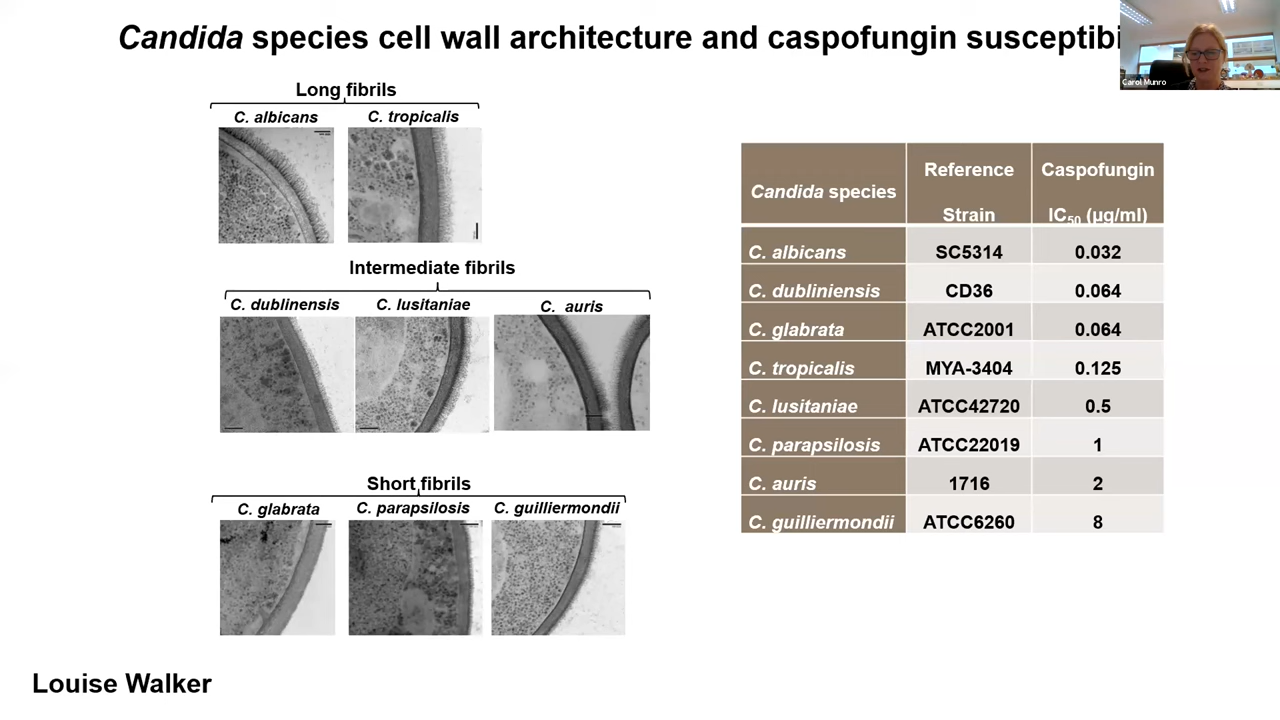 Candida species cell wall architecture and caspofungin susceptibi
Carol Munro
Long fibrils
C. albicans C. tropicalis
Intermediate fibrils
C. dublinensis C. lusitaniae C. auris
Short fibrils
C. glabrata C. parapsilosis C. guilliermondii
Candida species Reference Strain Caspofungin IC50 (µg/ml)
C. albicans SC5314 0.032
C. dubliniensis CD36 0.064
C. glabrata ATCC2001 0.064
C. tropicalis MYA-3404 0.125
C. lusitaniae ATCC42720 0.5
C. parapsilosis ATCC22019 1
C. auris 1716 2
C. guilliermondii ATCC6260 8
Louise Walker